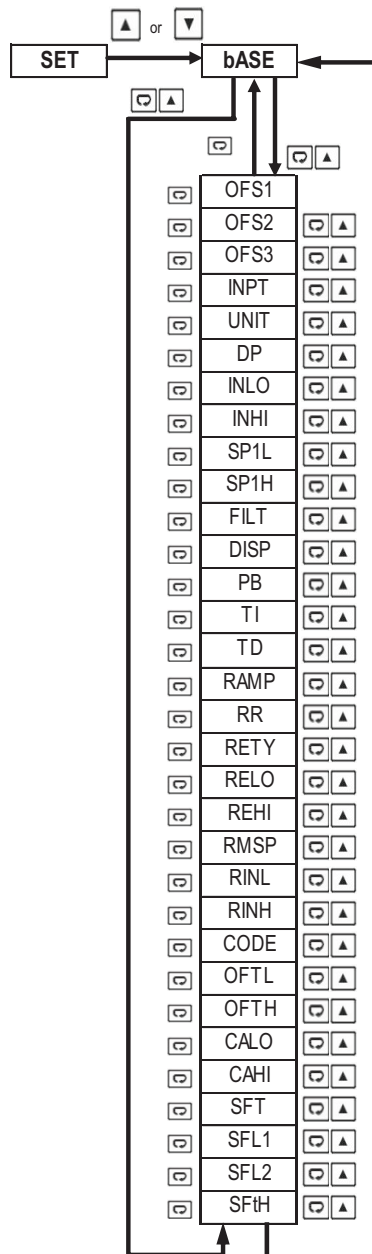 or
SET
bASE
OFS1
OFS2
OFS3
INPT
UNIT
DP
INLO
INHI
SP1L
SP1H
FILT
DISP
PB
TI
TD
RAMP
RR
RETY
RELO
REHI
RMSP
RINL
RINH
CODE
OFTL
OFTH
CALO
CAHI
SFT
SFL1
SFL2
SFtH